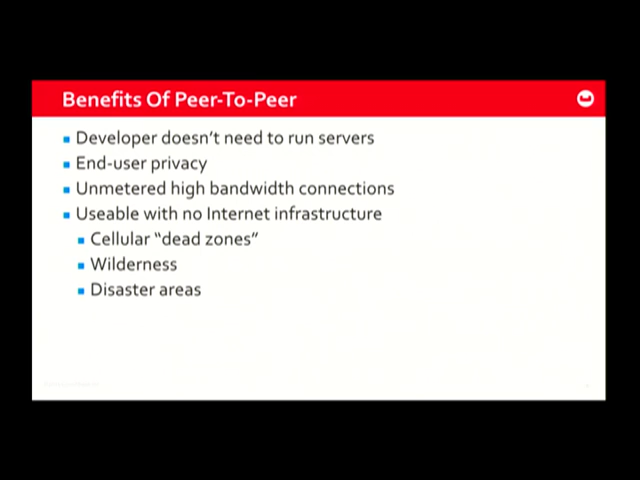 Benefits Of Peer-To-Peer
Developer doesn't need to run servers
End-user privacy
Unmetered high bandwidth connections
Useable with no Internet infrastructure
Cellular "dead zones"
Wilderness
Disaster areas